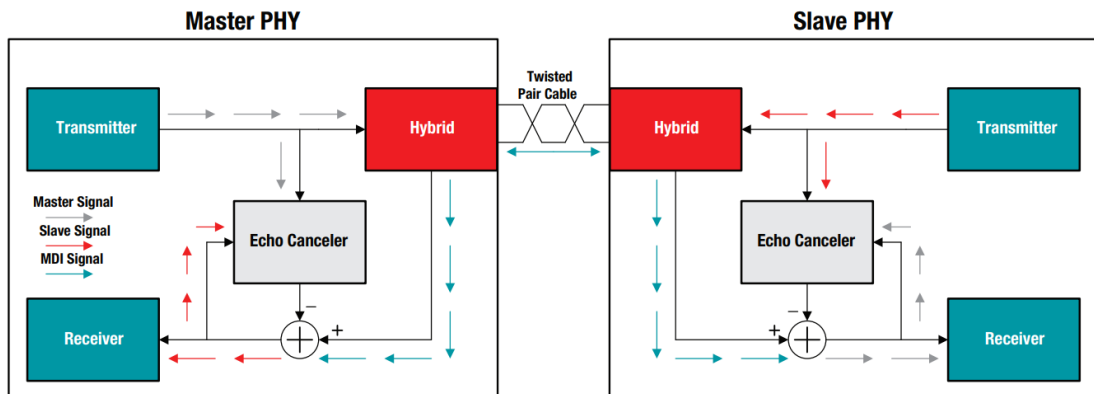 Master PHY
Slave PHY
Twisted
Pair Cable
Transmitter
Hybrid
Hybrid
Transmitter
Master Signal
Slave Signal
MDI Signal
Echo Canceler
Echo Canceler
−
+
+
−
Receiver
Receiver